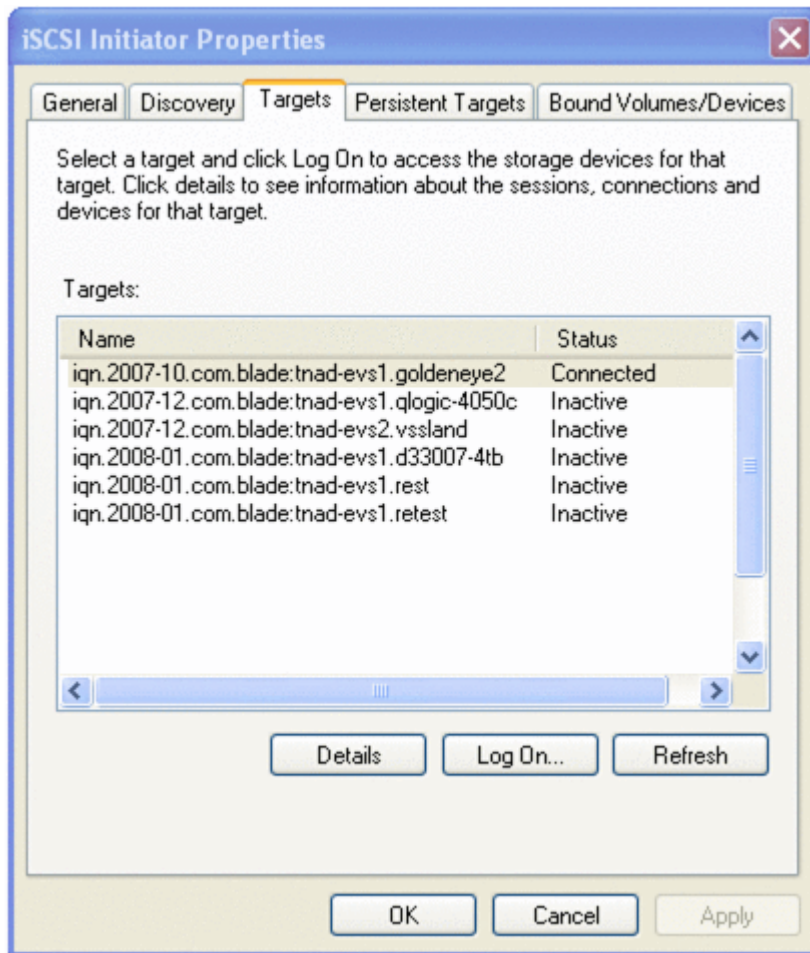 iSCSI Initiator Properties
General Discovery Targets Persistent Targets Bound Volumes/Devices
Select a target and click Log On to access the storage devices for that
target. Click details to see information about the sessions, connections and
devices for that target.
Targets:
Name Status
iqn.2007-10.com.blade:tnad-evs1.goldeneye2 Connected
iqn.2007-12.com.blade:tnad-evs1.qlogic-4050c Inactive
iqn.2007-12.com.blade:tnad-evs2.vssland Inactive
iqn.2008-01.com.blade:tnad-evs1.d33007-4tb Inactive
iqn.2008-01.com.blade:tnad-evs1.rest Inactive
iqn.2008-01.com.blade:tnad-evs1.retest Inactive
Details Log On... Refresh
OK Cancel Apply